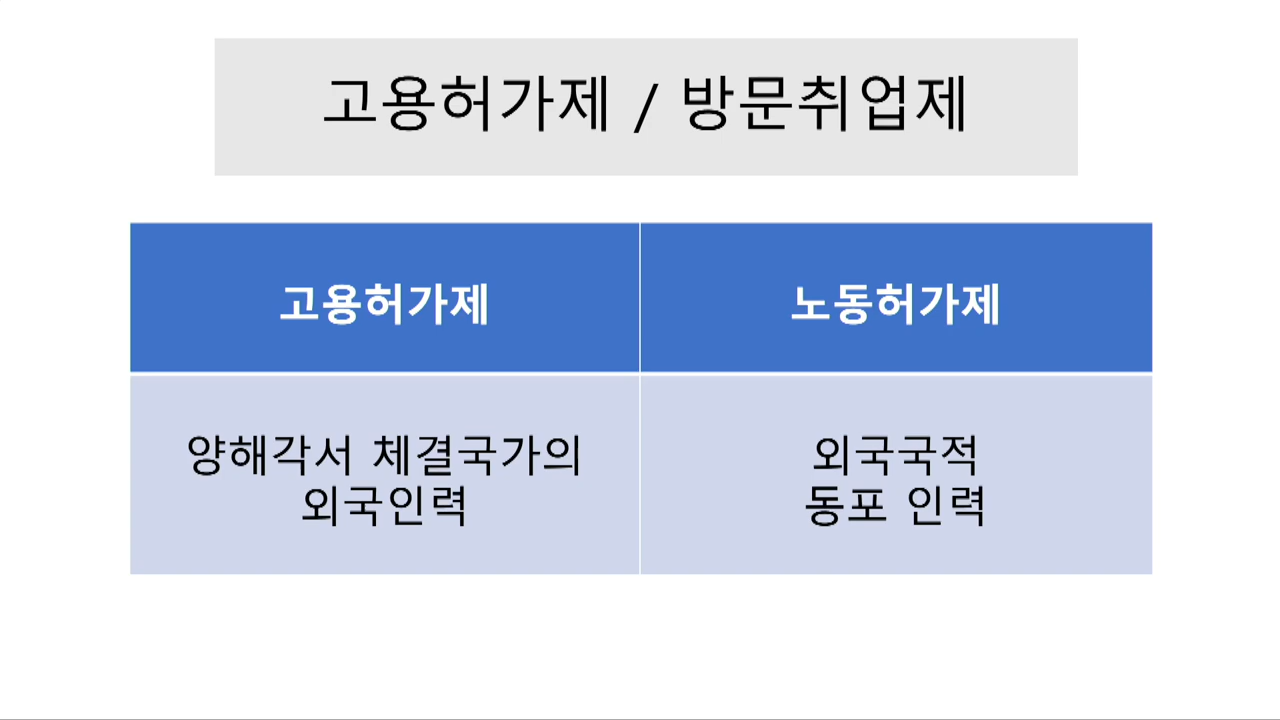 고용허가제 / 방문취업제
고용허가제
노동허가제
양해각서 체결국가의
외국인력
외국국적
동포 인력